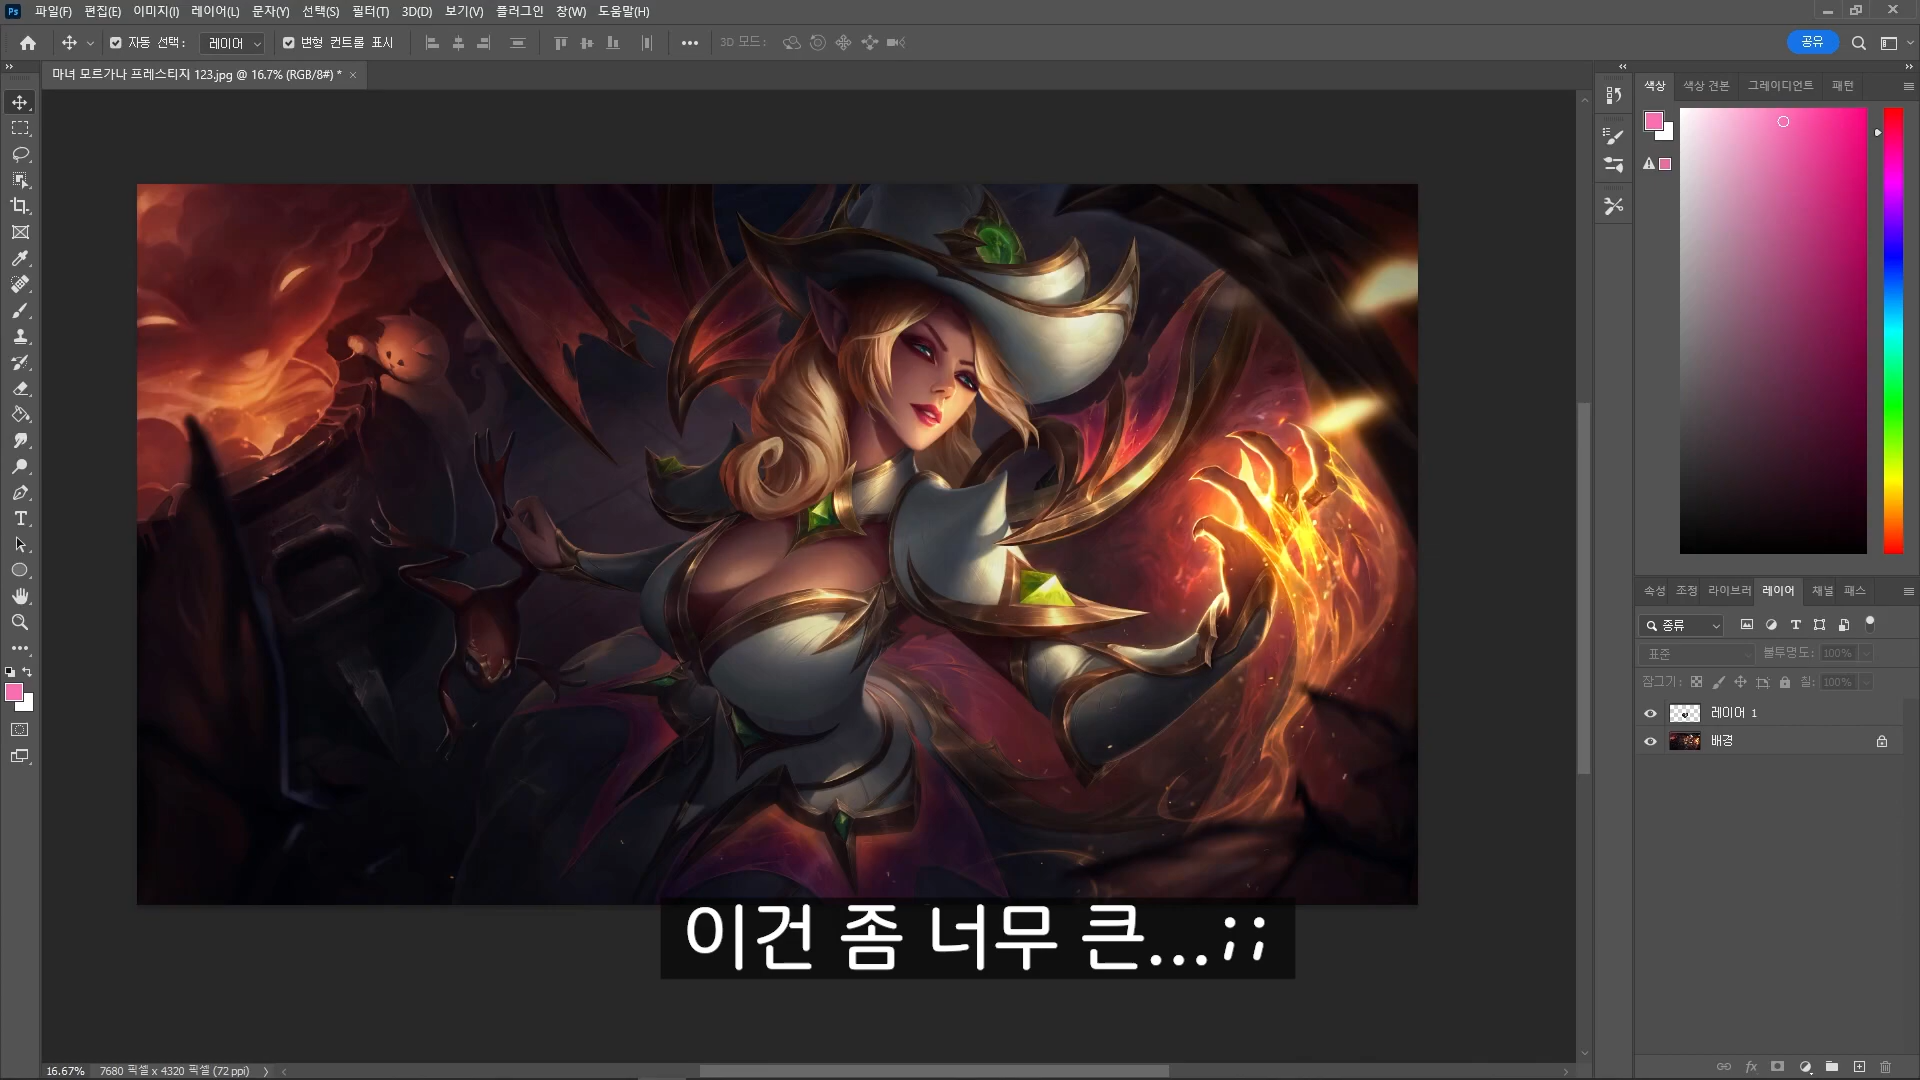 Ps 파일(F) 편집(E) 이미지(I) 레이어(L) 문자(Y) 선택(S) 필터(T) 3D(D) 보기(V) 플러그인 창(W) 도움말(H)
자동 선택: 레이어 변형 컨트롤 표시 3D 모드: 공유
마녀 모르가나 프레스티지 123.jpg @ 16.7% (RGB/8#) *
색상 색상 견본 그레이디언트 패턴
속성 조정 라이브러 레이어 채널 패스
종류
표준 불투명도: 100%
잠그기: 칠: 100%
레이어 1
배경
이건 좀 너무 큰...;;
16.67% 7680 픽셀 x 4320 픽셀 (72 ppi)